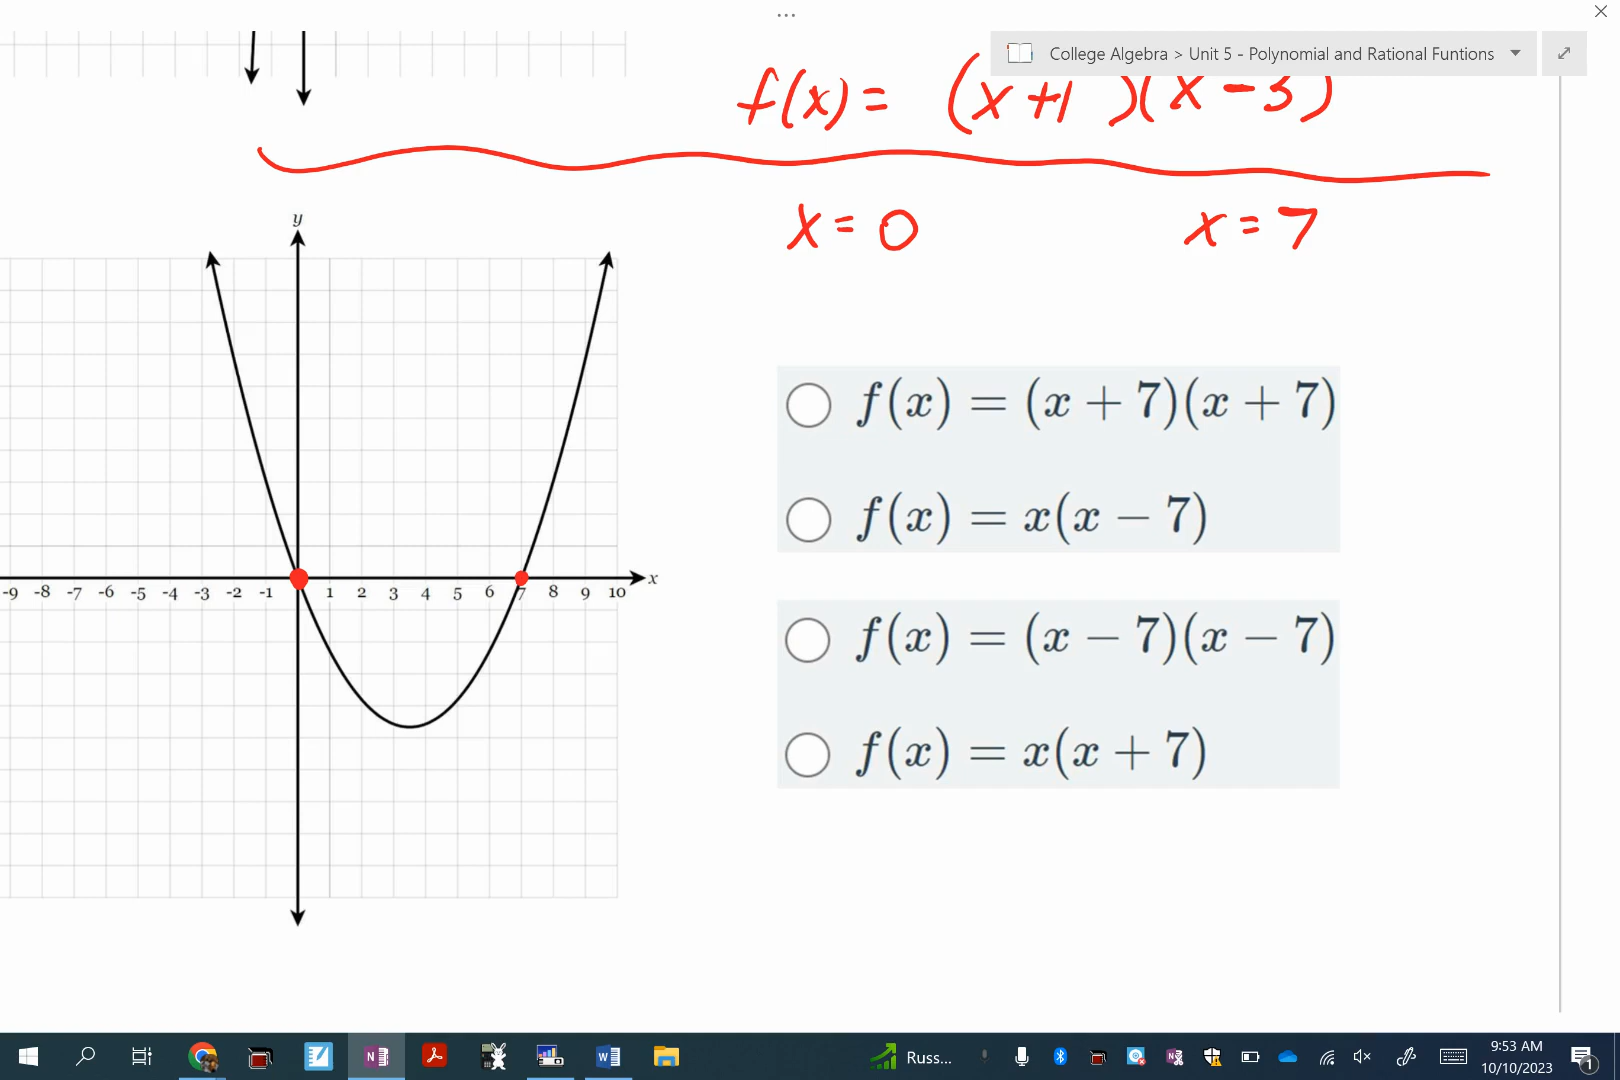 ...
College Algebra > Unit 5 - Polynomial and Rational Funtions
f(x) = (x+1)(x-3)
x = 0 x = 7
y
x
-9 -8 -7 -6 -5 -4 -3 -2 -1 1 2 3 4 5 6 7 8 9 10
f(x) = (x + 7)(x + 7)
f(x) = x(x − 7)
f(x) = (x − 7)(x − 7)
f(x) = x(x + 7)
Russ...
9:53 AM
10/10/2023
1